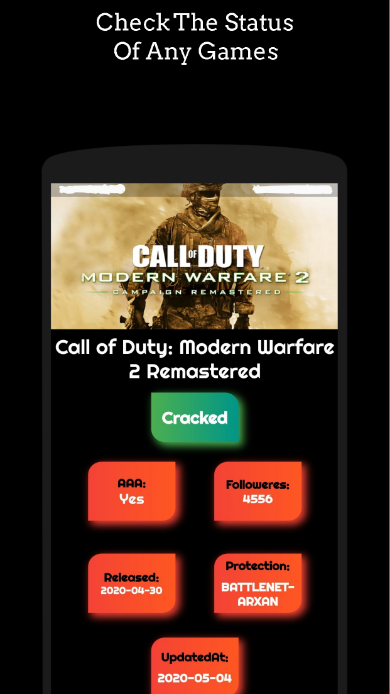 Check The Status
Of Any Games
CALL OF DUTY
MODERN WARFARE 2
CAMPAIGN REMASTERED
Call of Duty: Modern Warfare
2 Remastered
Cracked
AAA:
Yes
Followeres:
4556
Released:
2020-04-30
Protection:
BATTLENET-
ARXAN
UpdatedAt:
2020-05-04